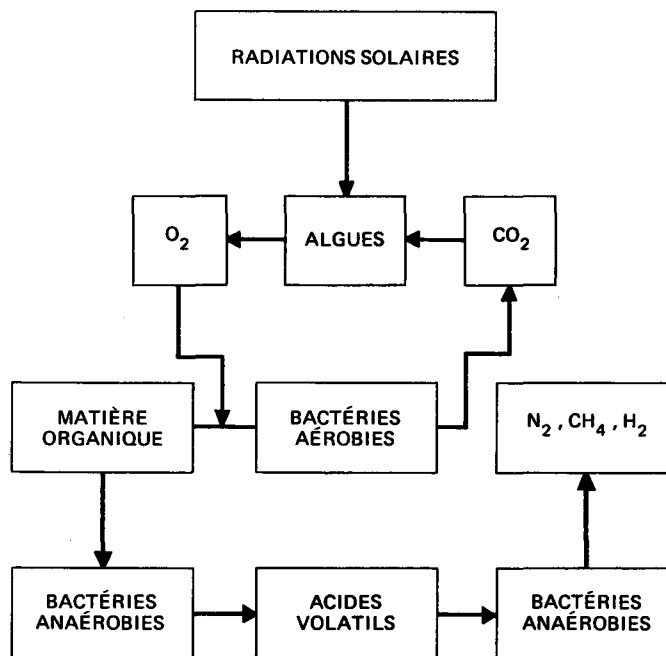 RADIATIONS SOLAIRES
O₂
ALGUES
CO₂
MATIÈRE
ORGANIQUE
BACTÉRIES
AÉROBIES
N₂ , CH₄ , H₂
BACTÉRIES
ANAÉROBIES
ACIDES
VOLATILS
BACTÉRIES
ANAÉROBIES